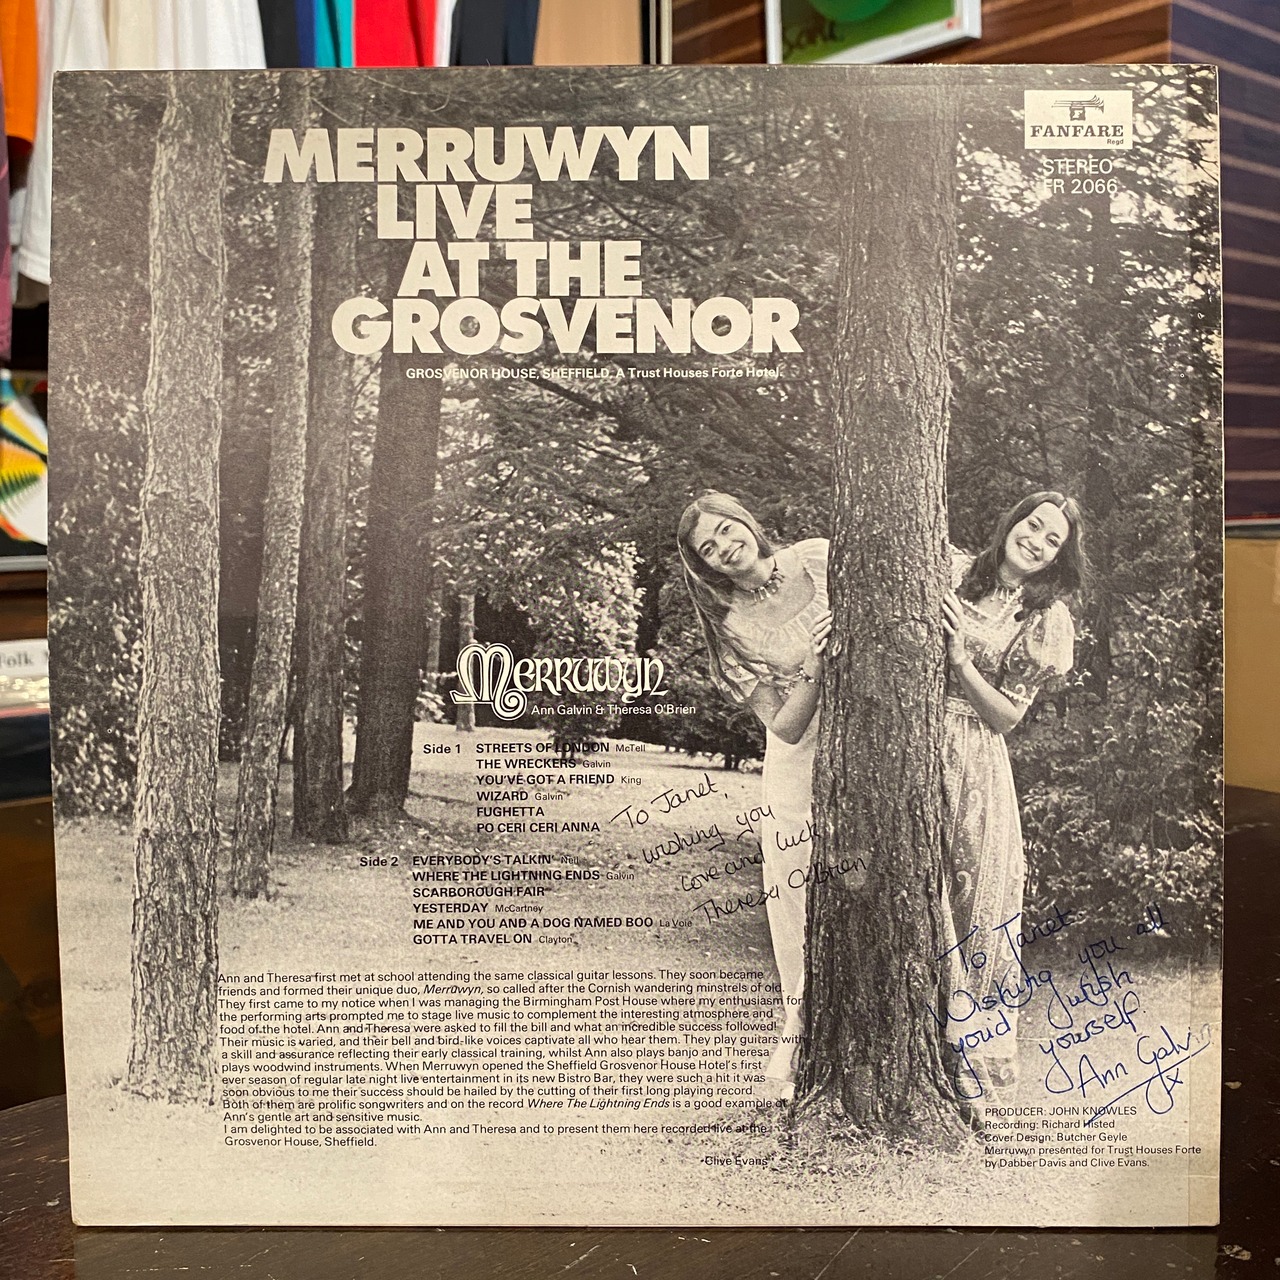 MERRUWYN
LIVE
AT THE
GROSVENOR
GROSVENOR HOUSE, SHEFFIELD, A Trust Houses Forte Hotel.
FANFARE
Regd
STEREO
FR 2066
MERRUWYN
Ann Galvin & Theresa O'Brien
Side 1 STREETS OF LONDON McTell
THE WRECKERS Galvin
YOU'VE GOT A FRIEND King
WIZARD Galvin
FUGHETTA
PO CERI CERI ANNA
Side 2 EVERYBODY'S TALKIN' Neil
WHERE THE LIGHTNING ENDS Galvin
SCARBOROUGH FAIR
YESTERDAY McCartney
ME AND YOU AND A DOG NAMED BOO La Voie
GOTTA TRAVEL ON Clayton
To Janet,
wishing you
love and luck
Theresa O'Brien
To Janet
Wishing you all
you'd wish
yourself.
Ann Galvin
x
Ann and Theresa first met at school attending the same classical guitar lessons. They soon became
friends and formed their unique duo, Merruwyn, so called after the Cornish wandering minstrels of old.
They first came to my notice when I was managing the Birmingham Post House where my enthusiasm for
the performing arts prompted me to stage live music to complement the interesting atmosphere and
food of the hotel. Ann and Theresa were asked to fill the bill and what an incredible success followed!
Their music is varied, and their bell and bird-like voices captivate all who hear them. They play guitars with
a skill and assurance reflecting their early classical training, whilst Ann also plays banjo and Theresa
plays woodwind instruments. When Merruwyn opened the Sheffield Grosvenor House Hotel's first
ever season of regular late night live entertainment in its new Bistro Bar, they were such a hit it was
soon obvious to me their success should be hailed by the cutting of their first long playing record.
Both of them are prolific songwriters and on the record Where The Lightning Ends is a good example of
Ann's gentle art and sensitive music.
I am delighted to be associated with Ann and Theresa and to present them here recorded live at the
Grosvenor House, Sheffield.
Clive Evans
PRODUCER: JOHN KNOWLES
Recording: Richard Histed
Cover Design: Butcher Geyle
Merruwyn presented for Trust Houses Forte
by Dabber Davis and Clive Evans.